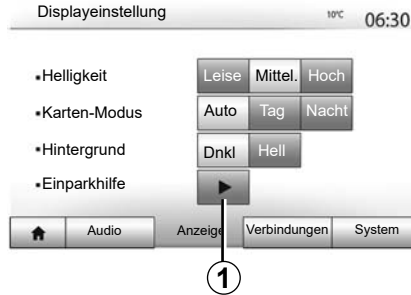 Displayeinstellung 10°C 06:30
▪Helligkeit Leise Mittel. Hoch
▪Karten-Modus Auto Tag Nacht
▪Hintergrund Dnkl Hell
▪Einparkhilfe
Audio Anzeige Verbindungen System
1